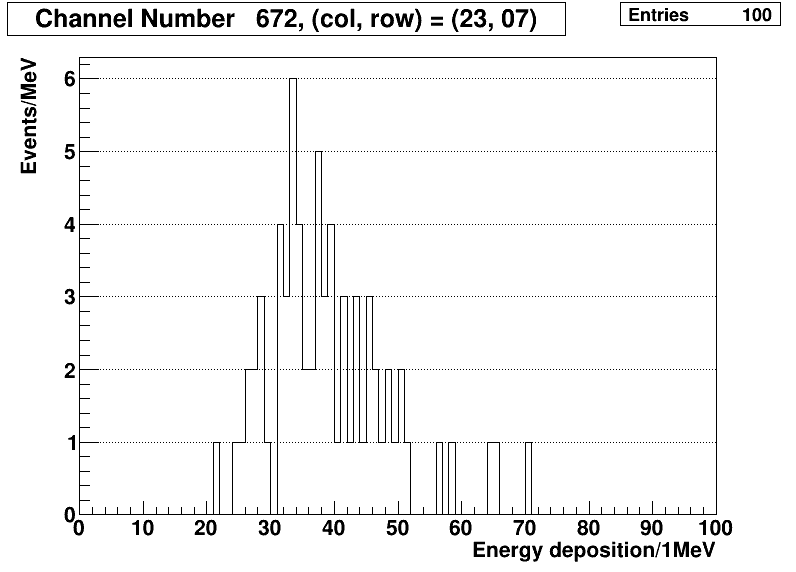 Channel Number 672, (col, row) = (23, 07)
Entries 100
Events/MeV
6
5
4
3
2
1
0
0 10 20 30 40 50 60 70 80 90 100
Energy deposition/1MeV